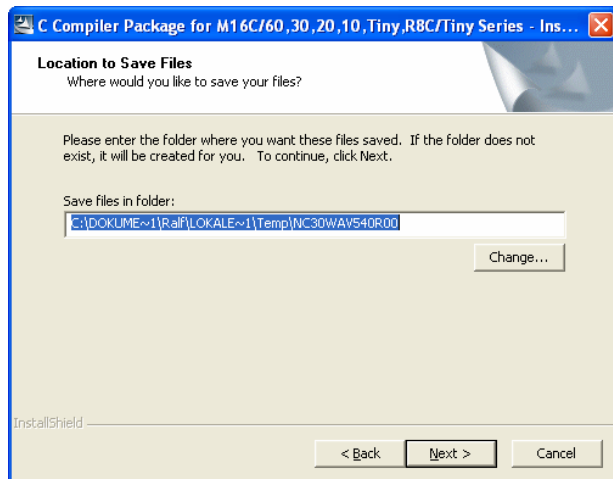 C Compiler Package for M16C/60,30,20,10,Tiny,R8C/Tiny Series - Ins...
Location to Save Files
Where would you like to save your files?
Please enter the folder where you want these files saved.  If the folder does not
exist, it will be created for you.   To continue, click Next.
Save files in folder:
C:\DOKUME~1\Ralf\LOKALE~1\Temp\NC30WAV540R00
Change...
InstallShield
< Back
Next >
Cancel